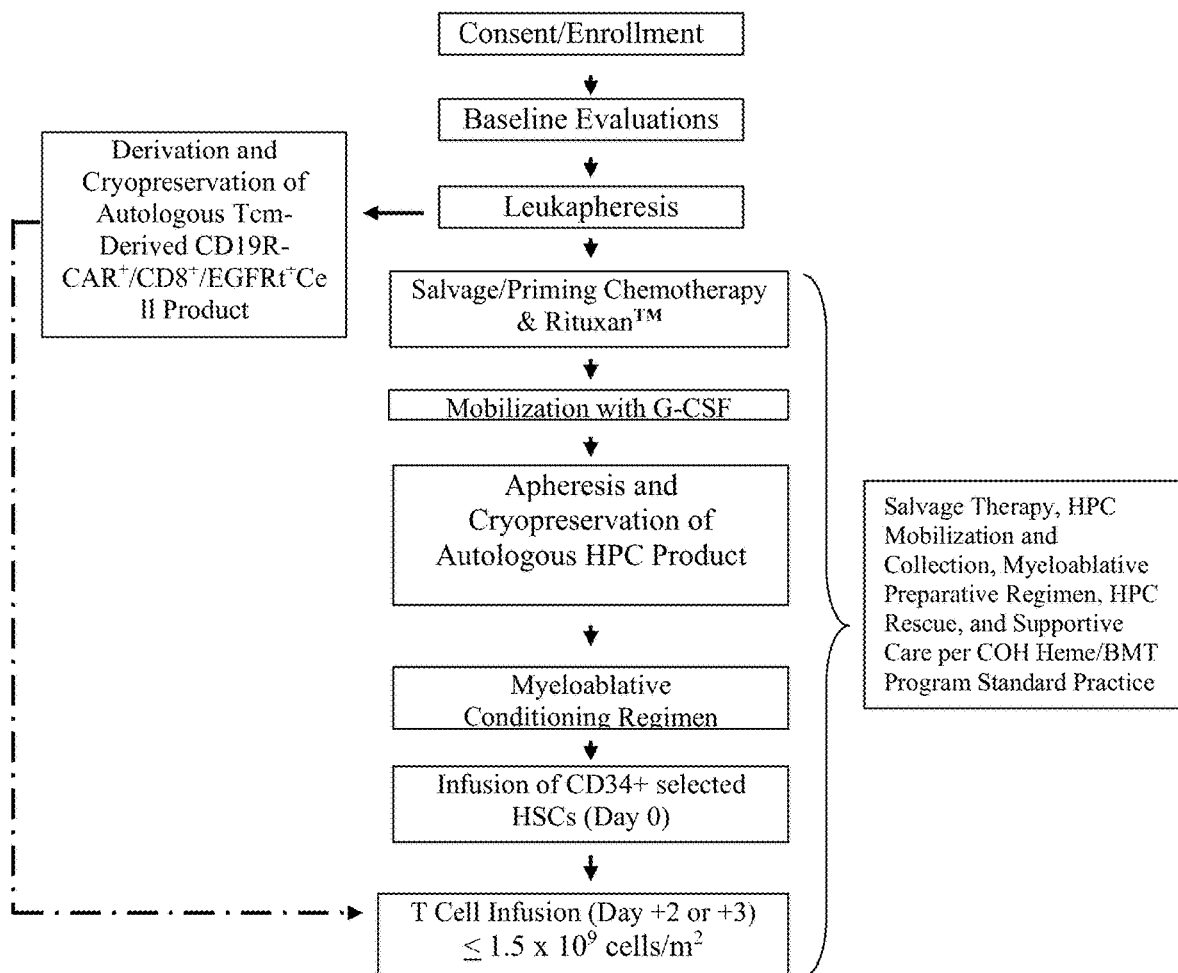 Consent/Enrollment
Baseline Evaluations
Leukapheresis
Derivation and
Cryopreservation of
Autologous Tcm-
Derived CD19R-
CAR⁺/CD8⁺/EGFRt⁺Ce
ll Product
Salvage/Priming Chemotherapy
& Rituxan™
Mobilization with G-CSF
Apheresis and
Cryopreservation of
Autologous HPC Product
Myeloablative
Conditioning Regimen
Infusion of CD34+ selected
HSCs (Day 0)
T Cell Infusion (Day +2 or +3)
≤ 1.5 x 10⁹ cells/m²
Salvage Therapy, HPC
Mobilization and
Collection, Myeloablative
Preparative Regimen, HPC
Rescue, and Supportive
Care per COH Heme/BMT
Program Standard Practice